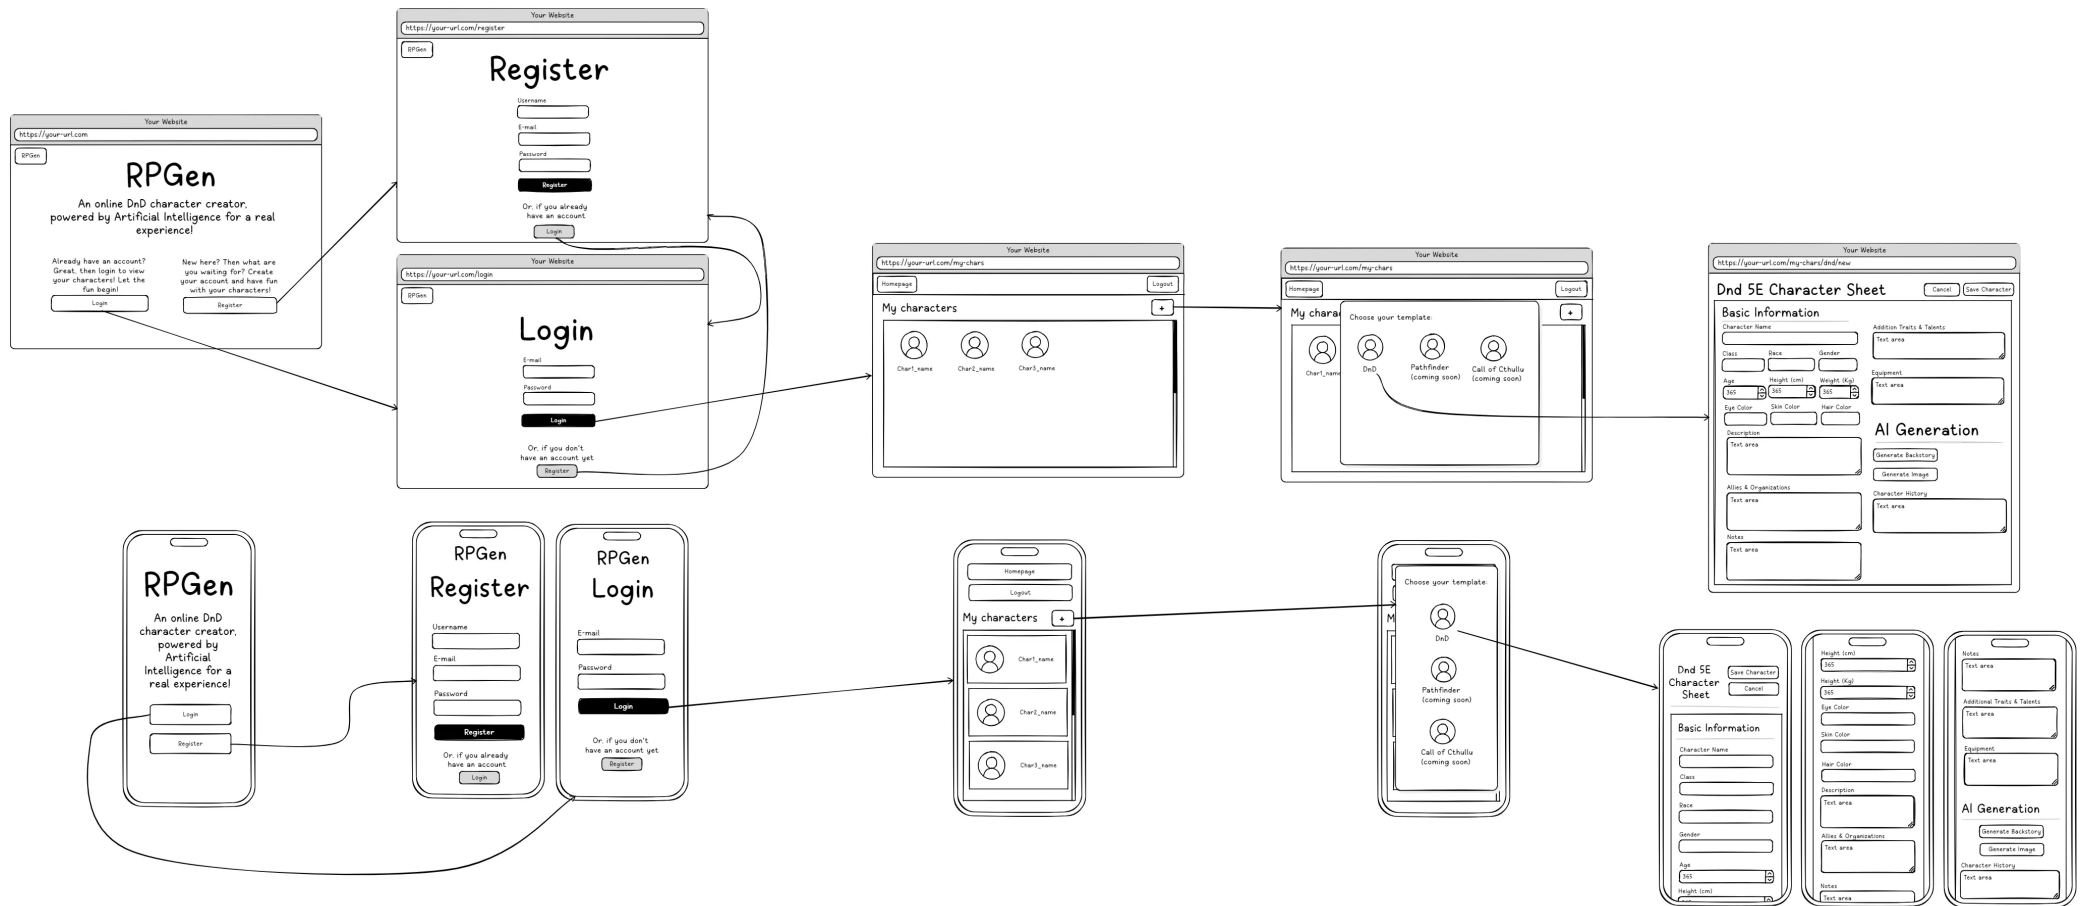 Your Website
https://your-url.com
RPGen
RPGen
An online DnD character creator,
powered by Artificial Intelligence for a real
experience!
Already have an account?
Great, then login to view
your characters! Let the
fun begin!
Login
New here? Then what are
you waiting for? Create
your account and have fun
with your characters!
Register
Your Website
https://your-url.com/register
RPGen
Register
Username
E-mail
Password
Register
Or, if you already
have an account
Login
Your Website
https://your-url.com/login
RPGen
Login
E-mail
Password
Login
Or, if you don't
have an account yet
Register
Your Website
https://your-url.com/my-chars
Homepage
Logout
My characters
+
Char1_name
Char2_name
Char3_name
Your Website
https://your-url.com/my-chars
Homepage
Logout
My charac
+
Char1_name
Choose your template:
DnD
Pathfinder
(coming soon)
Call of Cthullu
(coming soon)
Your Website
https://your-url.com/my-chars/dnd/new
Dnd 5E Character Sheet
Cancel
Save Character
Basic Information
Character Name
Class
Race
Gender
Age
Height (cm)
Weight (Kg)
365
365
365
Eye Color
Skin Color
Hair Color
Description
Text area
Allies & Organizations
Text area
Notes
Text area
Addition Traits & Talents
Text area
Equipment
Text area
AI Generation
Generate Backstory
Generate Image
Character History
Text area
RPGen
An online DnD
character creator,
powered by
Artificial
Intelligence for a
real experience!
Login
Register
RPGen
Register
Username
E-mail
Password
Register
Or, if you already
have an account
Login
RPGen
Login
E-mail
Password
Login
Or, if you don't
have an account yet
Register
Homepage
Logout
My characters
+
Char1_name
Char2_name
Char3_name
M
Choose your template:
DnD
Pathfinder
(coming soon)
Call of Cthullu
(coming soon)
Dnd 5E
Character
Sheet
Save Character
Cancel
Basic Information
Character Name
Class
Race
Gender
Age
365
Height (cm)
Height (cm)
365
Height (Kg)
365
Eye Color
Skin Color
Hair Color
Description
Text area
Allies & Organizations
Text area
Notes
Text area
Notes
Text area
Additional Traits & Talents
Text area
Equipment
Text area
AI Generation
Generate Backstory
Generate Image
Character History
Text area